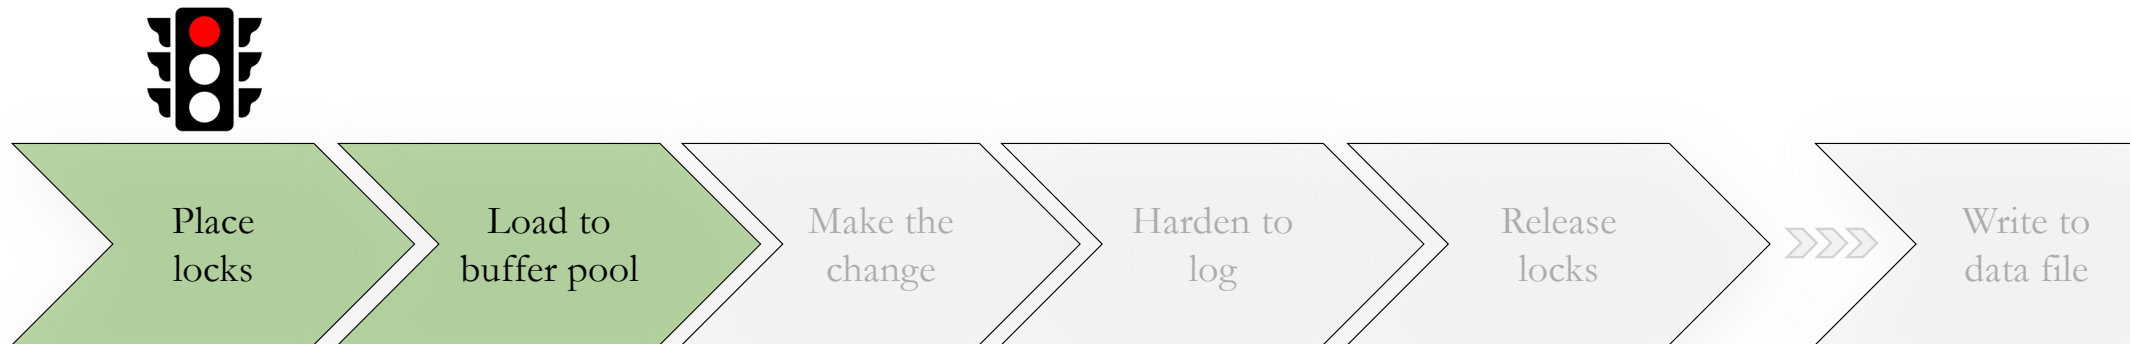 Place
locks
Load to
buffer pool
Make the
change
Harden to
log
Release
locks
Write to
data file